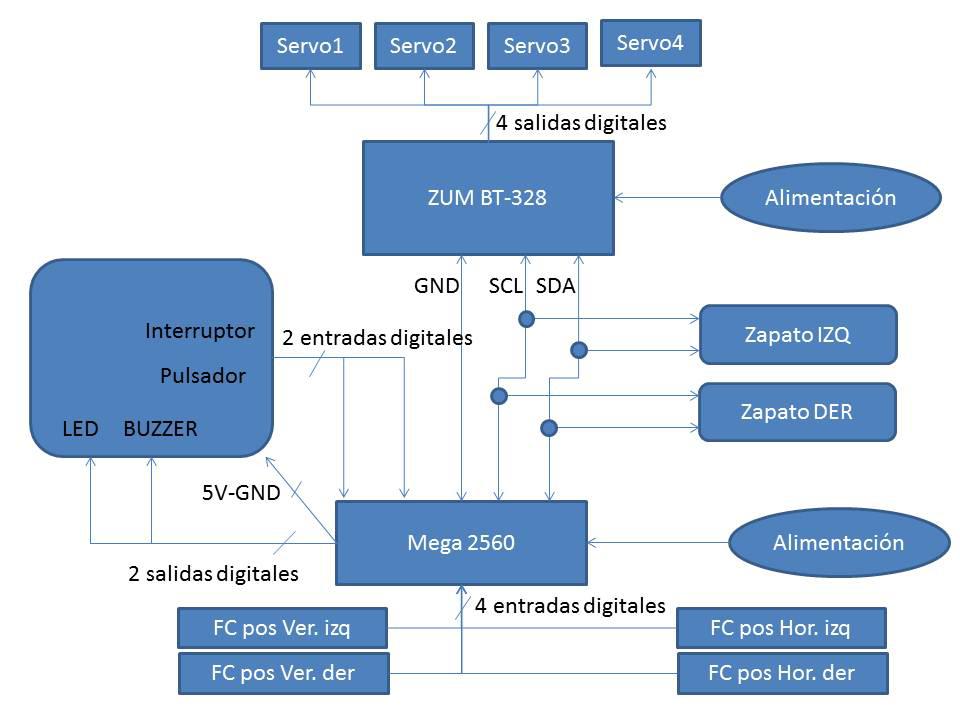 Servo1
Servo2
Servo3
Servo4
4 salidas digitales
ZUM BT-328
Alimentación
GND
SCL
SDA
Interruptor
2 entradas digitales
Zapato IZQ
Pulsador
Zapato DER
LED
BUZZER
5V-GND
Mega 2560
Alimentación
2 salidas digitales
4 entradas digitales
FC pos Ver. izq
FC pos Hor. izq
FC pos Ver. der
FC pos Hor. der